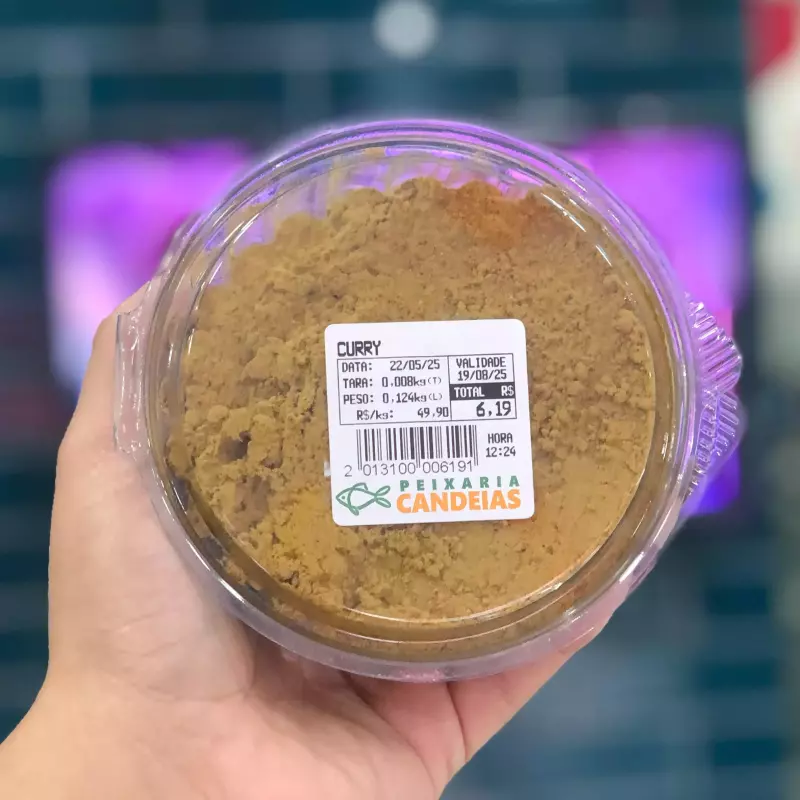 CURRY
DATA: 22/05/25 VALIDADE
TARA: 0,008kg(T) 19/08/25
PESO: 0,124kg(L) TOTAL R$
R$/kg: 49,90 6,19
HORA
12:24
2 013100 006191
PEIXARIA
CANDEIAS